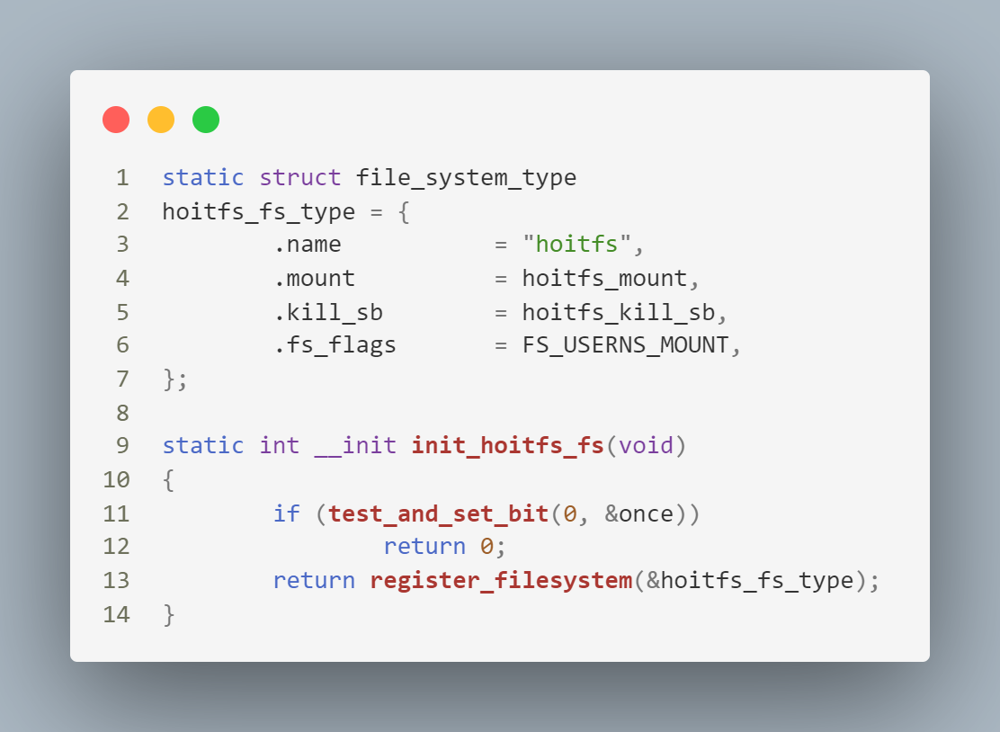 1 static struct file_system_type
2 hoitfs_fs_type = {
3         .name           = "hoitfs",
4         .mount          = hoitfs_mount,
5         .kill_sb        = hoitfs_kill_sb,
6         .fs_flags       = FS_USERNS_MOUNT,
7 };
8
9 static int __init init_hoitfs_fs(void)
10 {
11         if (test_and_set_bit(0, &once))
12                 return 0;
13         return register_filesystem(&hoitfs_fs_type);
14 }